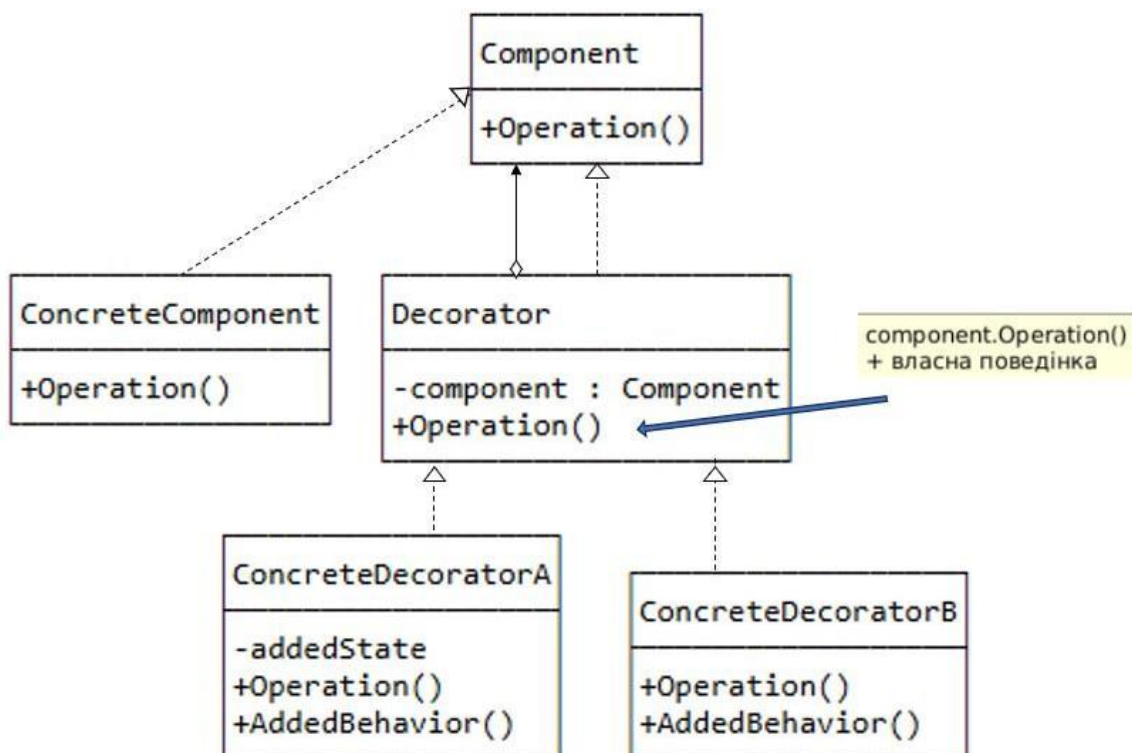 Component
+Operation()
ConcreteComponent
+Operation()
Decorator
-component : Component
+Operation()
component.Operation()
+ власна поведінка
ConcreteDecoratorA
-addedState
+Operation()
+AddedBehavior()
ConcreteDecoratorB
+Operation()
+AddedBehavior()